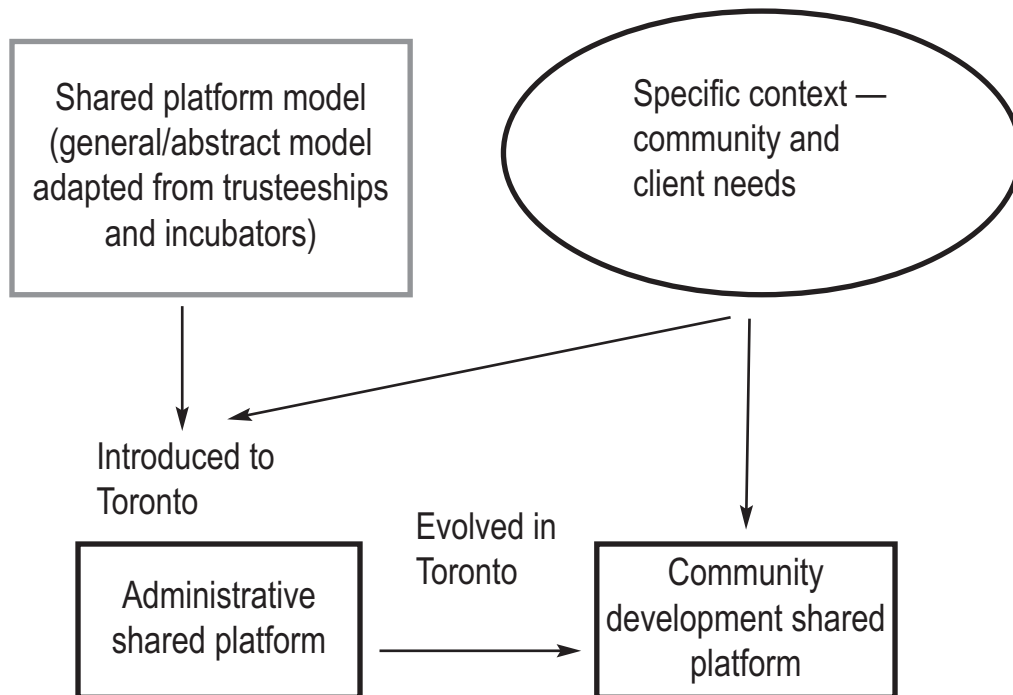 Shared platform model
(general/abstract model
adapted from trusteeships
and incubators)
Specific context —
community and
client needs
Introduced to
Toronto
Evolved in
Toronto
Administrative
shared platform
Community
development shared
platform